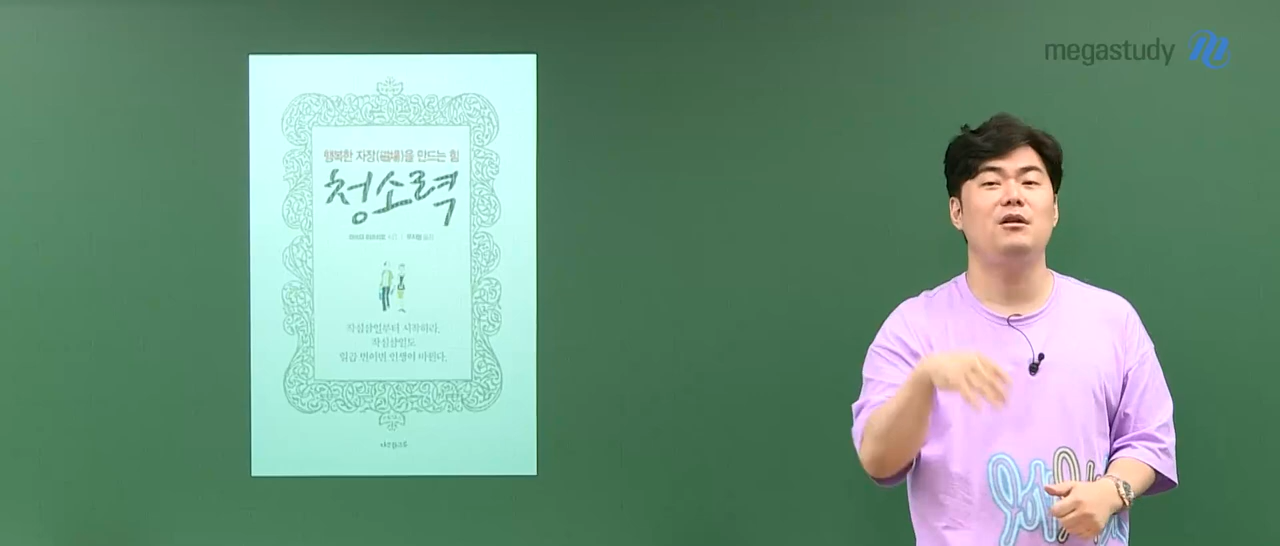 megastudy
행복한 자장(磁場)을 만드는 힘
청소력
작심삼일부터 시작하라.
작심삼일도
일곱 번이면 인생이 바뀐다.